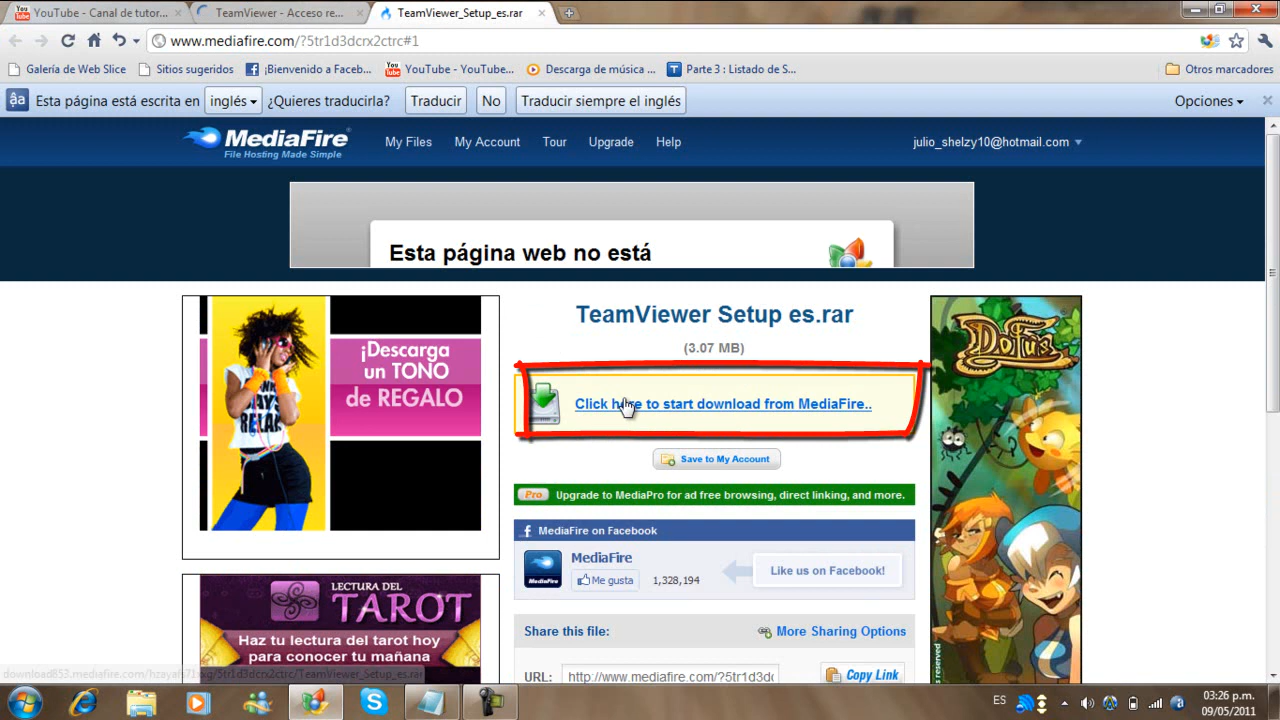 YouTube - Canal de tutor...
TeamViewer - Acceso re...
TeamViewer_Setup_es.rar
www.mediafire.com/?5tr1d3dcrx2ctrc#1
Galería de Web Slice
Sitios sugeridos
¡Bienvenido a Faceb...
YouTube - YouTube...
Descarga de música ...
Parte 3 : Listado de S...
Otros marcadores
Esta página está escrita en inglés ¿Quieres traducirla? Traducir No Traducir siempre el inglés Opciones
MediaFire
File Hosting Made Simple
My Files My Account Tour Upgrade Help
julio_shelzy10@hotmail.com
Esta página web no está
¡Descarga
un TONO
de REGALO
TeamViewer Setup es.rar
(3.07 MB)
Click here to start download from MediaFire..
Save to My Account
Pro Upgrade to MediaPro for ad free browsing, direct linking, and more.
MediaFire on Facebook
MediaFire
MediaFire
Me gusta 1,328,194
Like us on Facebook!
Share this file: More Sharing Options
URL: http://www.mediafire.com/?5tr1d3dc
Copy Link
DOFUS
s reserved
LECTURA DEL
TAROT
Haz tu lectura del tarot hoy
para conocer tu mañana
ES
03:26 p.m.
09/05/2011